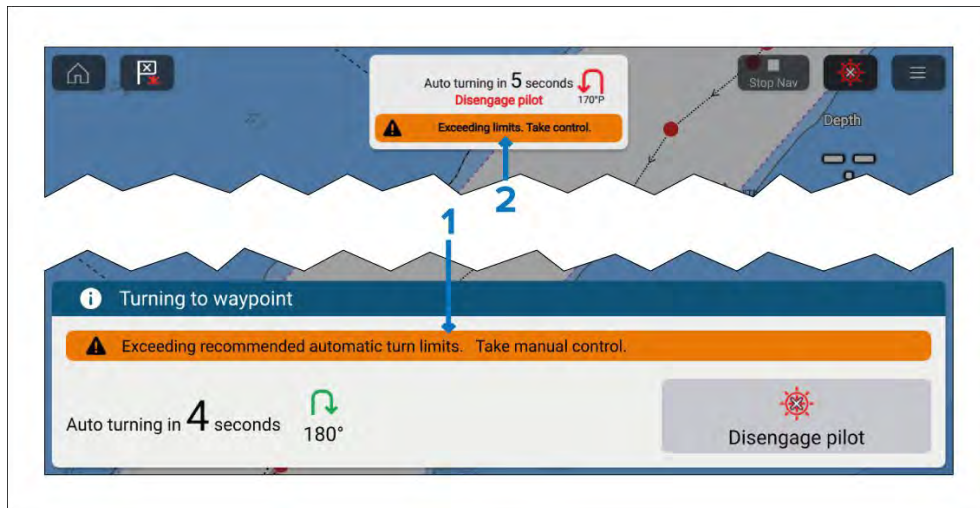 Auto turning in 5 seconds
Disengage pilot
170°P
Exceeding limits. Take control.
Stop Nav
Depth
2
1
Turning to waypoint
Exceeding recommended automatic turn limits. Take manual control.
Auto turning in 4 seconds
180°
Disengage pilot